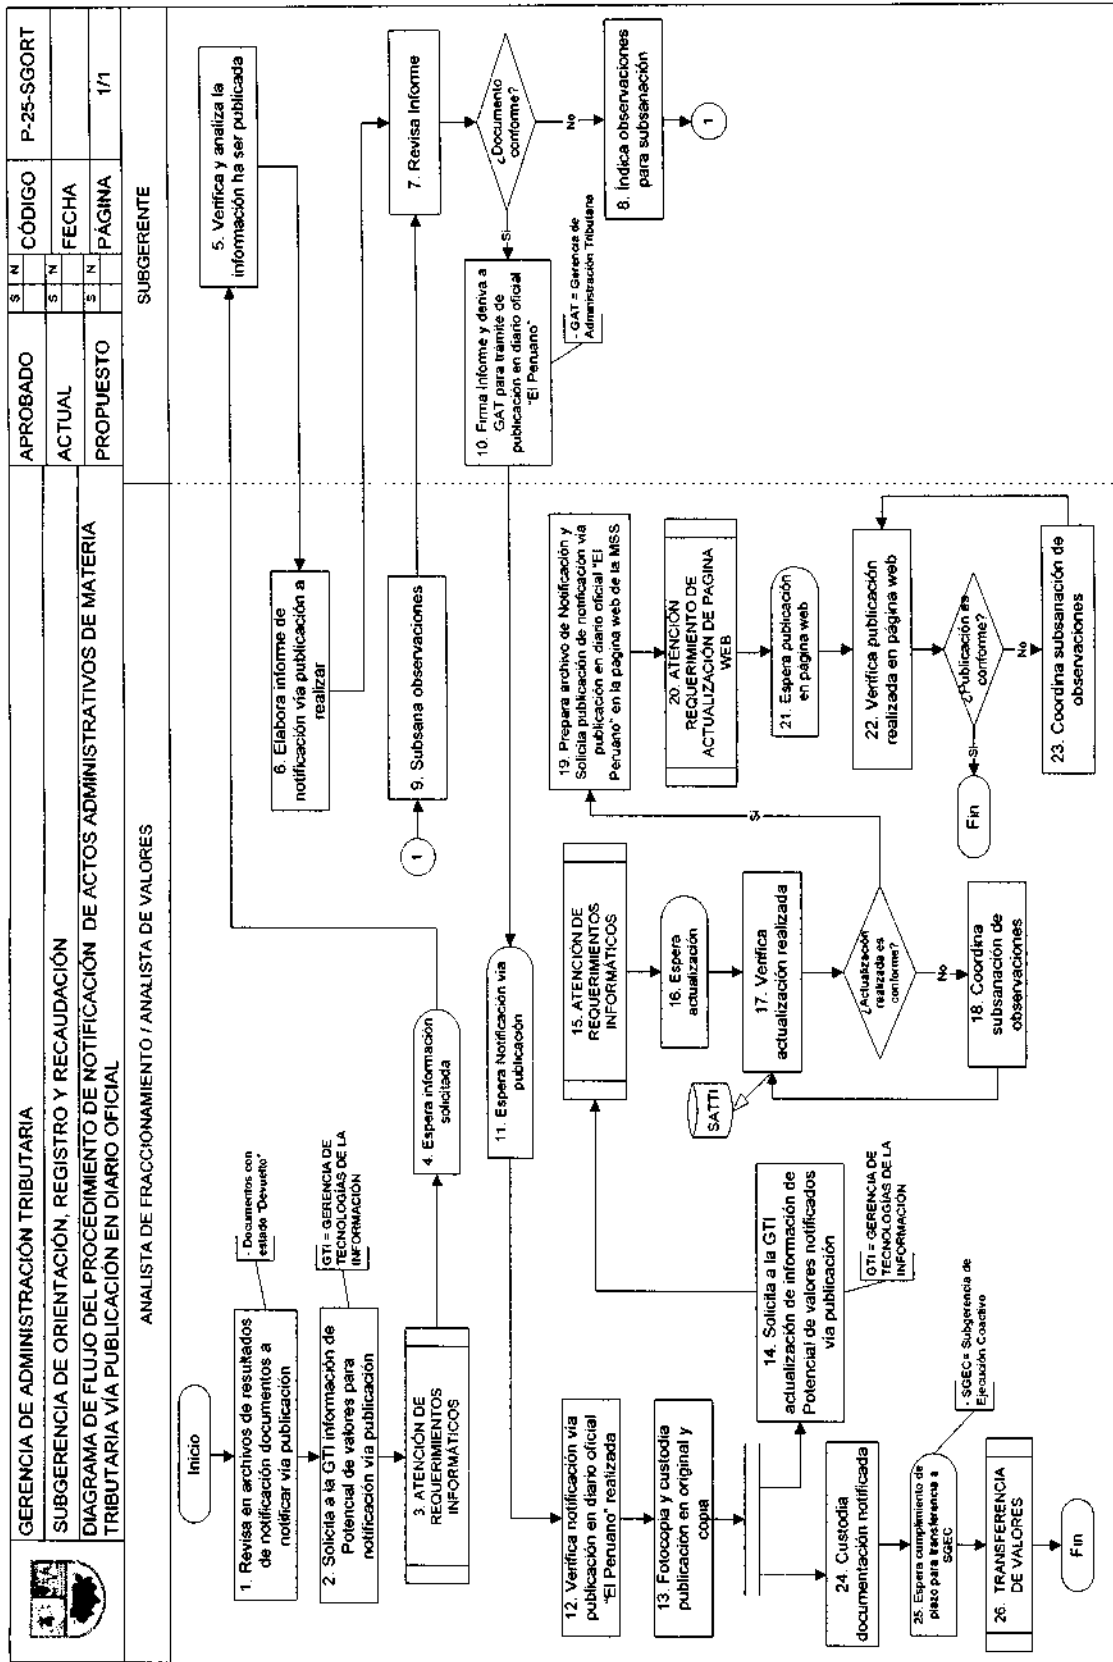 GERENCIA DE ADMINISTRACIÓN TRIBUTARIA
SUBGERENCIA DE ORIENTACIÓN, REGISTRO Y RECAUDACIÓN
DIAGRAMA DE FLUJO DEL PROCEDIMIENTO DE NOTIFICACIÓN DE ACTOS ADMINISTRATIVOS DE MATERIA
TRIBUTARIA VÍA PUBLICACIÓN EN DIARIO OFICIAL
APROBADO
S N
CÓDIGO
P-25-SGORT
ACTUAL
S N
FECHA
PROPUESTO
S N
PÁGINA
1/1
ANALISTA DE FRACCIONAMIENTO / ANALISTA DE VALORES
SUBGERENTE
Inicio
1. Revisa en archivos de resultados
de notificación documentos a
notificar vía publicación
- Documentos con
estado "Devuelto"
2. Solicita a la GTI información de
Potencial de valores para
notificación vía publicación
GTI = GERENCIA DE
TECNOLOGÍAS DE LA
INFORMACIÓN
3. ATENCIÓN DE
REQUERIMIENTOS
INFORMÁTICOS
4. Espera información
solicitada
5. Verifica y analiza la
información ha ser publicada
6. Elabora informe de
notificación vía publicación a
realizar
7. Revisa Informe
¿Documento
conforme?
No
Si
8. Indica observaciones
para subsanación
1
1
9. Subsana observaciones
10. Firma Informe y deriva a
GAT para trámite de
publicación en diario oficial
"El Peruano"
- GAT = Gerencia de
Administración Tributaria
11. Espera Notificación vía
publicación
12. Verifica notificación vía
publicación en diario oficial
"El Peruano" realizada
13. Fotocopia y custodia
publicación en original y
copia
14. Solicita a la GTI
actualización de información de
Potencial de valores notificados
vía publicación
GTI = GERENCIA DE
TECNOLOGÍAS DE LA
INFORMACIÓN
15. ATENCIÓN DE
REQUERIMIENTOS
INFORMÁTICOS
16. Espera
actualización
17. Verifica
actualización realizada
SATTI
¿Actualización
realizada es
conforme?
No
Si
18. Coordina
subsanación de
observaciones
19. Prepara archivo de Notificación y
Solicita publicación de notificación vía
publicación en diario oficial "El
Peruano" en la pagina web de la MSS
20. ATENCIÓN
REQUERIMIENTO DE
ACTUALIZACIÓN DE PAGINA
WEB
21. Espera publicación
en página web
22. Verifica publicación
realizada en página web
¿Publicación es
conforme?
Si
No
Fin
23. Coordina subsanación de
observaciones
24. Custodia
documentación notificada
25. Espera cumplimiento de
plazo para transferencia a
SGEC
- SGEC= Subgerencia de
Ejecución Coactivo
26. TRANSFERENCIA
DE VALORES
Fin